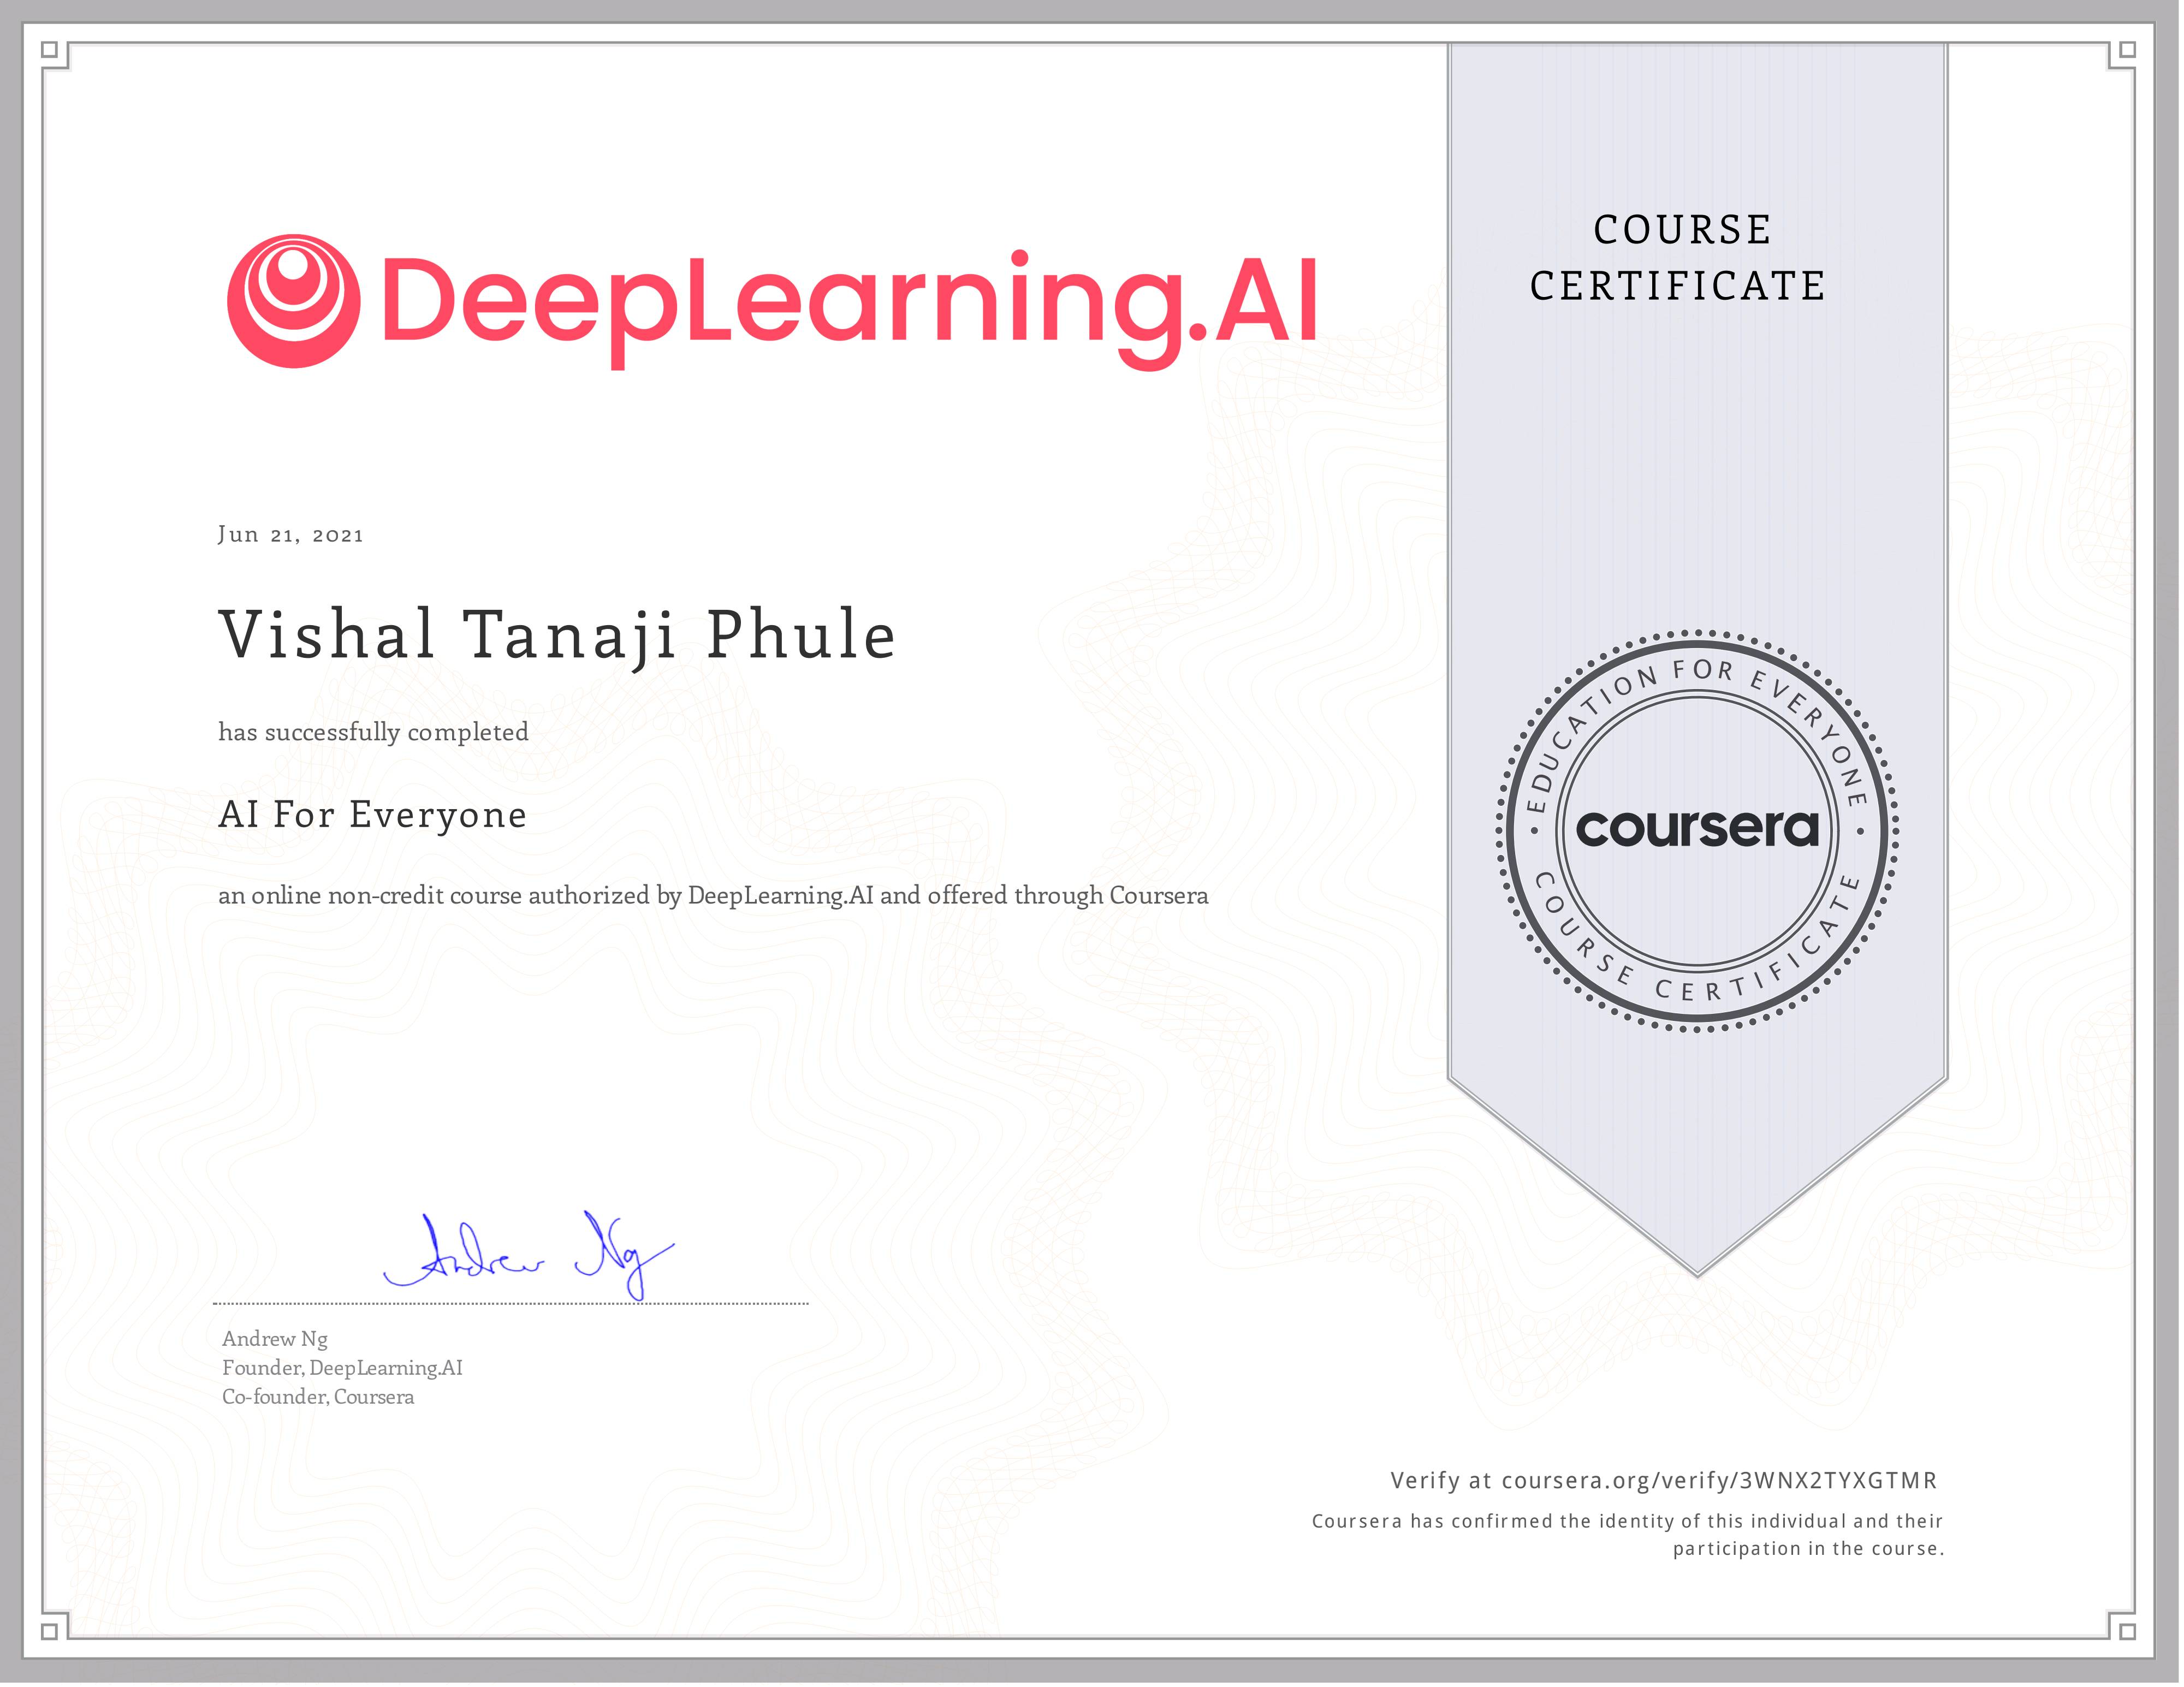 DeepLearning.AI
COURSE
CERTIFICATE
Jun 21, 2021
Vishal Tanaji Phule
has successfully completed
AI For Everyone
an online non-credit course authorized by DeepLearning.AI and offered through Coursera
EDUCATION FOR EVERYONE
coursera
COURSE CERTIFICATE
Andrew Ng
Andrew Ng
Founder, DeepLearning.AI
Co-founder, Coursera
Verify at coursera.org/verify/3WNX2TYXGTMR
Coursera has confirmed the identity of this individual and their
participation in the course.